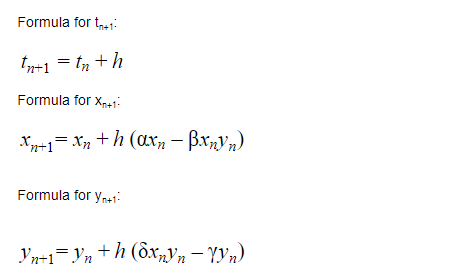 Formula for tₙ₊₁:
tₙ₊₁ = tₙ + h
Formula for xₙ₊₁:
xₙ₊₁ = xₙ + h (αxₙ – βxₙyₙ)
Formula for yₙ₊₁:
yₙ₊₁ = yₙ + h (δxₙyₙ – γyₙ)